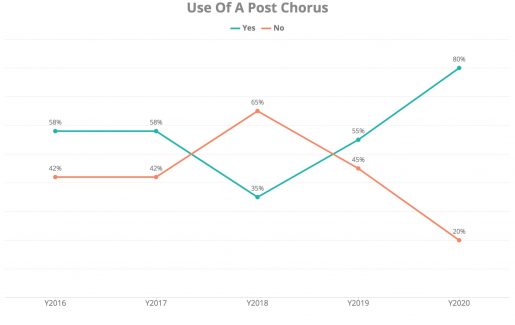 Use Of A Post Chorus
Yes No
80%
65%
58% 58%
55%
45%
42% 42%
35%
20%
Y2016 Y2017 Y2018 Y2019 Y2020